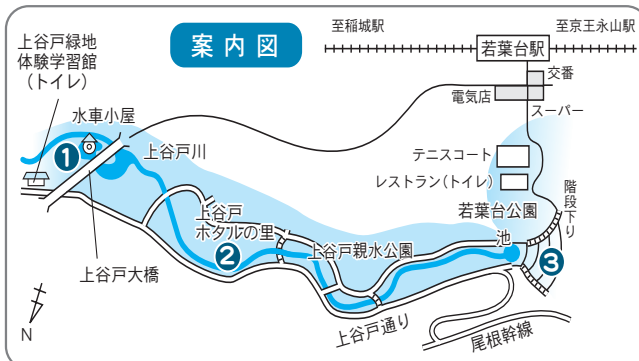 案内図
至稲城駅
至京王永山駅
若葉台駅
交番
電気店
スーパー
上谷戸緑地
体験学習館
(トイレ)
水車小屋
1
上谷戸川
テニスコート
レストラン(トイレ)
階段下り
若葉台公園
池
上谷戸
ホタルの里
2
上谷戸親水公園
3
上谷戸大橋
上谷戸通り
尾根幹線
N